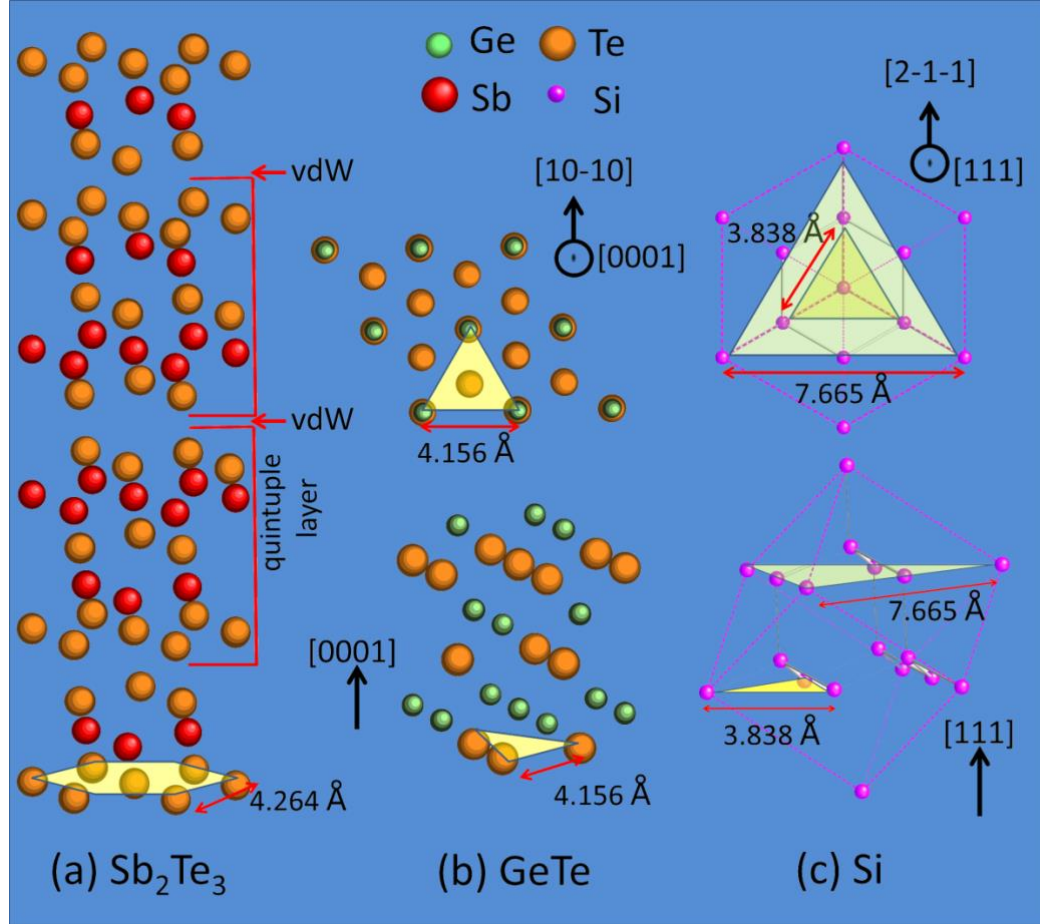 Ge
Te
Sb
Si
vdW
vdW
quintuple
layer
4.264 Å
(a) Sb₂Te₃
[10-10]
[0001]
4.156 Å
[0001]
4.156 Å
(b) GeTe
[2-1-1]
[111]
3.838 Å
7.665 Å
7.665 Å
3.838 Å
[111]
(c) Si